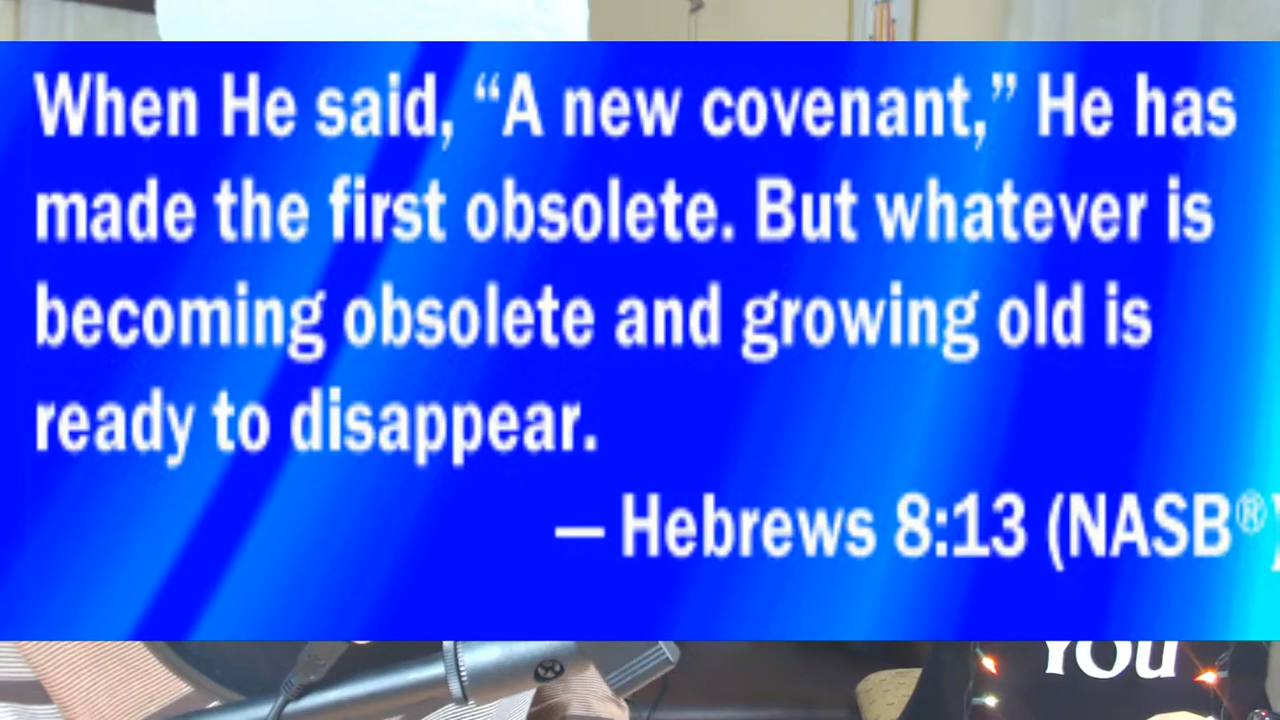 When He said, “A new covenant,” He has
made the first obsolete. But whatever is
becoming obsolete and growing old is
ready to disappear.
— Hebrews 8:13 (NASB®)
YOU